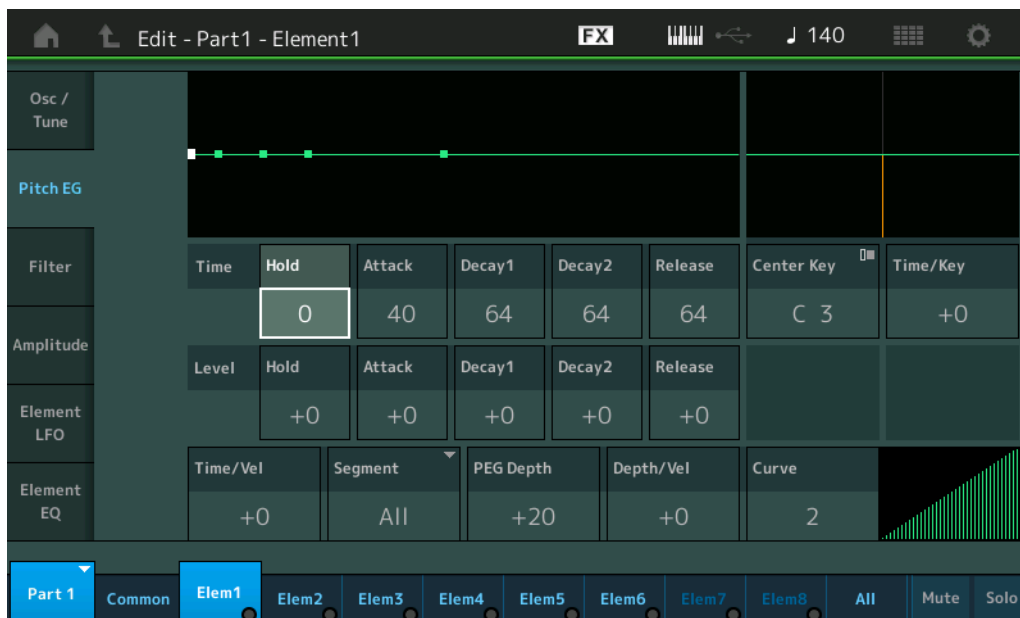 Edit - Part1 - Element1 FX ♩ 140
Osc /
Tune
Pitch EG
Filter
Amplitude
Element
LFO
Element
EQ
Time Hold Attack Decay1 Decay2 Release Center Key Time/Key
0 40 64 64 64 C 3 +0
Level Hold Attack Decay1 Decay2 Release
+0 +0 +0 +0 +0
Time/Vel Segment PEG Depth Depth/Vel Curve
+0 All +20 +0 2
Part 1 Common Elem1 Elem2 Elem3 Elem4 Elem5 Elem6 Elem7 Elem8 All Mute Solo